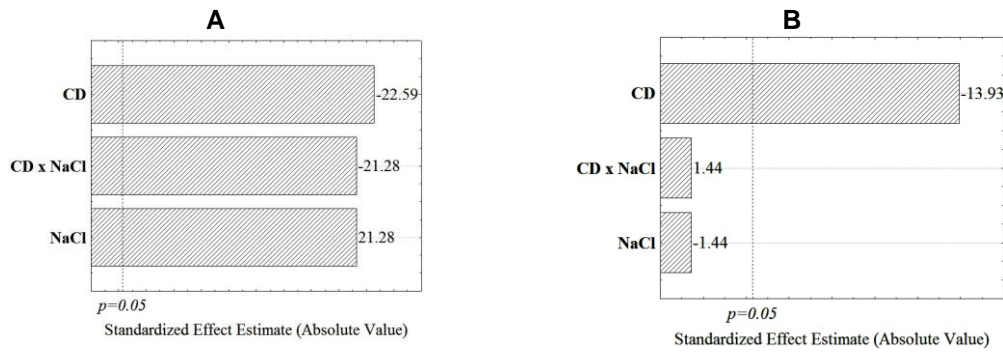 A
CD
-22.59
CD x NaCl
-21.28
NaCl
21.28
p=0.05
Standardized Effect Estimate (Absolute Value)
B
CD
-13.93
CD x NaCl
1.44
NaCl
-1.44
p=0.05
Standardized Effect Estimate (Absolute Value)